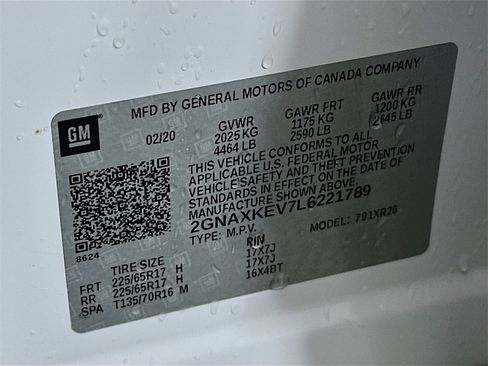 MFD BY GENERAL MOTORS OF CANADA COMPANY
GM
02/20
GVWR
2025 KG
4464 LB
GAWR FRT
1175 KG
2590 LB
GAWR RR
1200 KG
2645 LB
THIS VEHICLE CONFORMS TO ALL
APPLICABLE U.S. FEDERAL MOTOR
VEHICLE SAFETY AND THEFT PREVENTION
STANDARDS IN EFFECT ON THE DATE OF
MANUFACTURE SHOWN ABOVE.
2GNAXKEV7L6221789
TYPE: M.P.V.
MODEL: 791XR26
8624
TIRE SIZE
RIN
FRT 225/65R17 H 17X7J
RR 225/65R17 H 17X7J
SPA T135/70R16 M 16X4BT